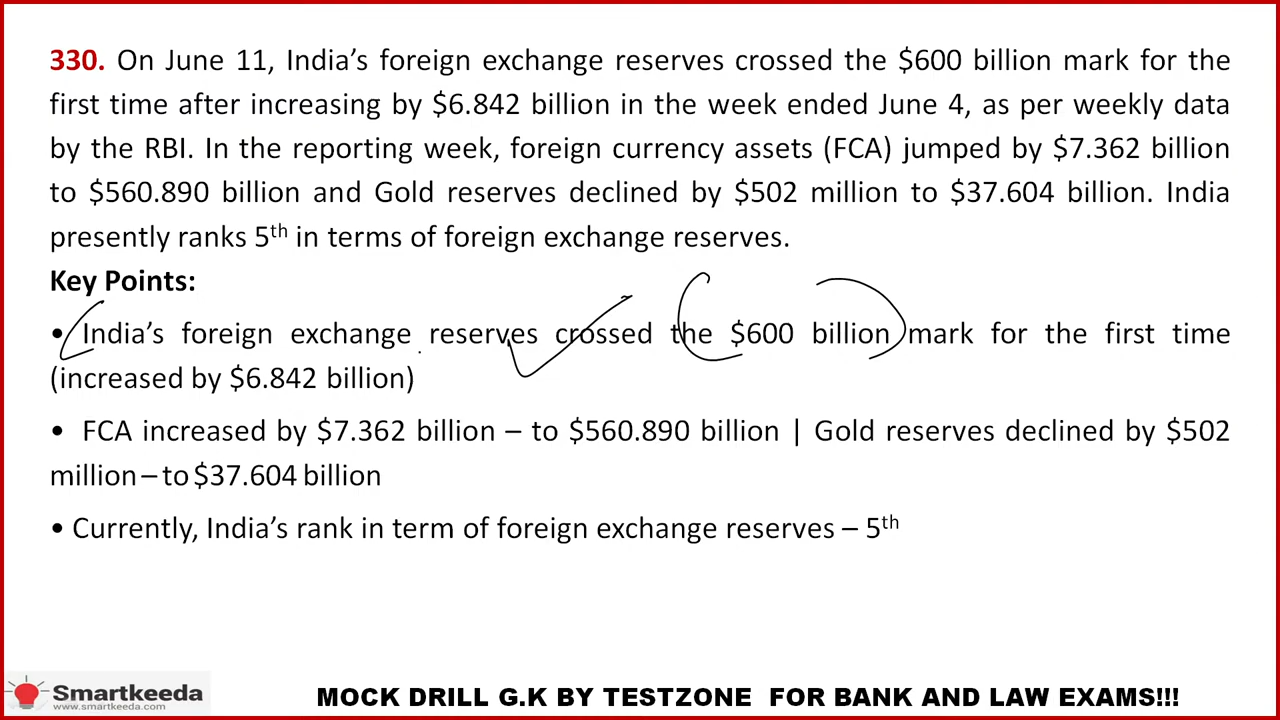 330. On June 11, India’s foreign exchange reserves crossed the $600 billion mark for the
first time after increasing by $6.842 billion in the week ended June 4, as per weekly data
by the RBI. In the reporting week, foreign currency assets (FCA) jumped by $7.362 billion
to $560.890 billion and Gold reserves declined by $502 million to $37.604 billion. India
presently ranks 5th in terms of foreign exchange reserves.
Key Points:
• India’s foreign exchange reserves crossed the $600 billion mark for the first time
(increased by $6.842 billion)
• FCA increased by $7.362 billion – to $560.890 billion | Gold reserves declined by $502
million – to $37.604 billion
• Currently, India’s rank in term of foreign exchange reserves – 5th
Smartkeeda
www.smartkeeda.com
MOCK DRILL G.K BY TESTZONE FOR BANK AND LAW EXAMS!!!